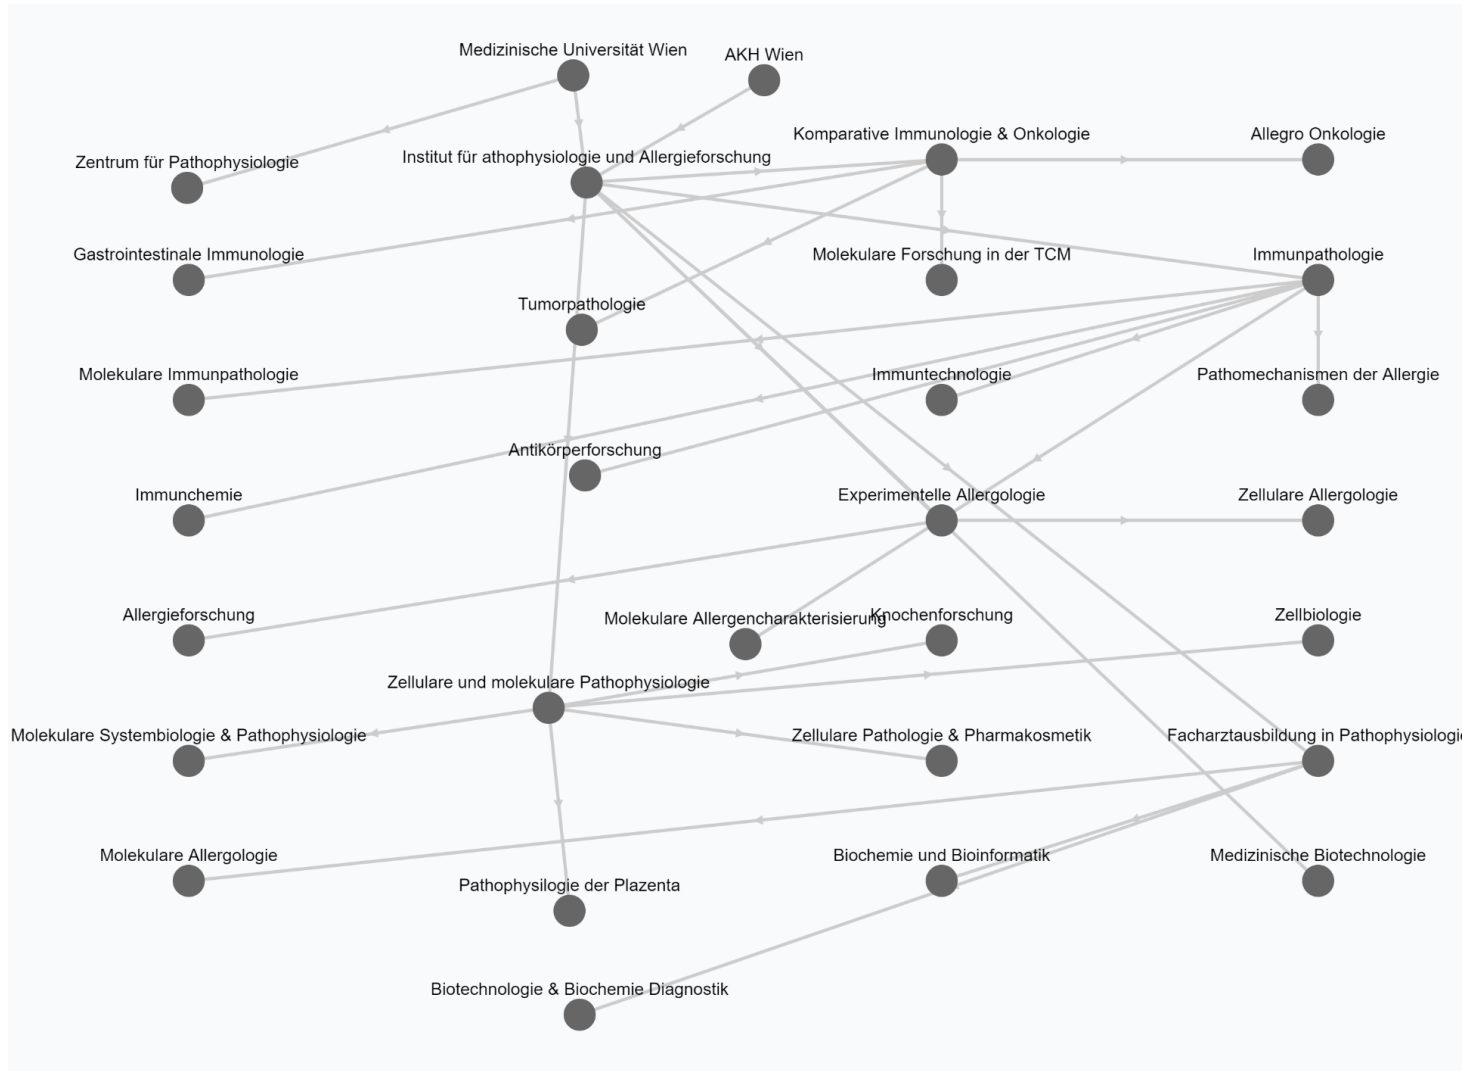 Medizinische Universität Wien
AKH Wien
Komparative Immunologie & Onkologie
Allegro Onkologie
Zentrum für Pathophysiologie
Institut für athophysiologie und Allergieforschung
Gastrointestinale Immunologie
Molekulare Forschung in der TCM
Immunpathologie
Tumorpathologie
Molekulare Immunpathologie
Immuntechnologie
Pathomechanismen der Allergie
Antikörperforschung
Immunchemie
Experimentelle Allergologie
Zellulare Allergologie
Allergieforschung
Molekulare Allergencharakterisierung
Knochenforschung
Zellbiologie
Zellulare und molekulare Pathophysiologie
Molekulare Systembiologie & Pathophysiologie
Zellulare Pathologie & Pharmakosmetik
Facharztausbildung in Pathophysiologie
Molekulare Allergologie
Biochemie und Bioinformatik
Medizinische Biotechnologie
Pathophysilogie der Plazenta
Biotechnologie & Biochemie Diagnostik